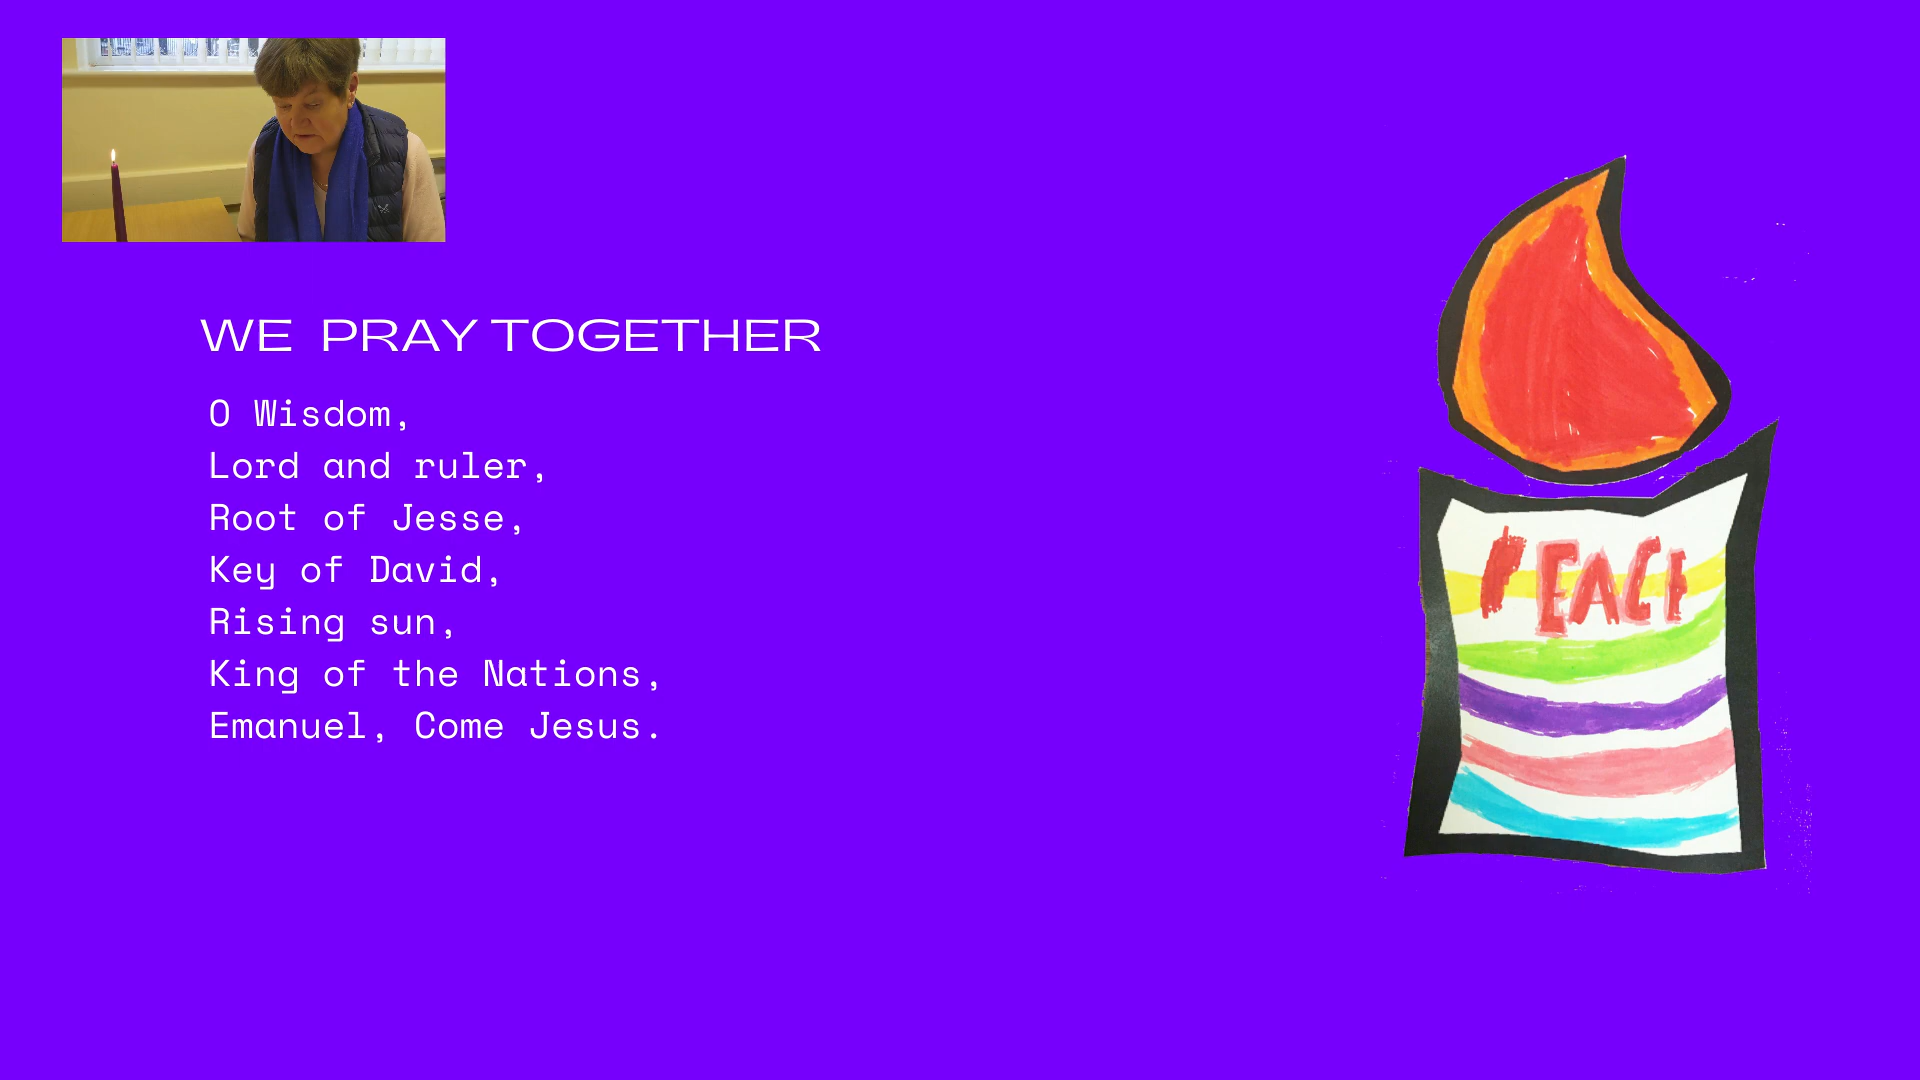 WE PRAY TOGETHER
O Wisdom,
Lord and ruler,
Root of Jesse,
Key of David,
Rising sun,
King of the Nations,
Emanuel, Come Jesus.
PEACE